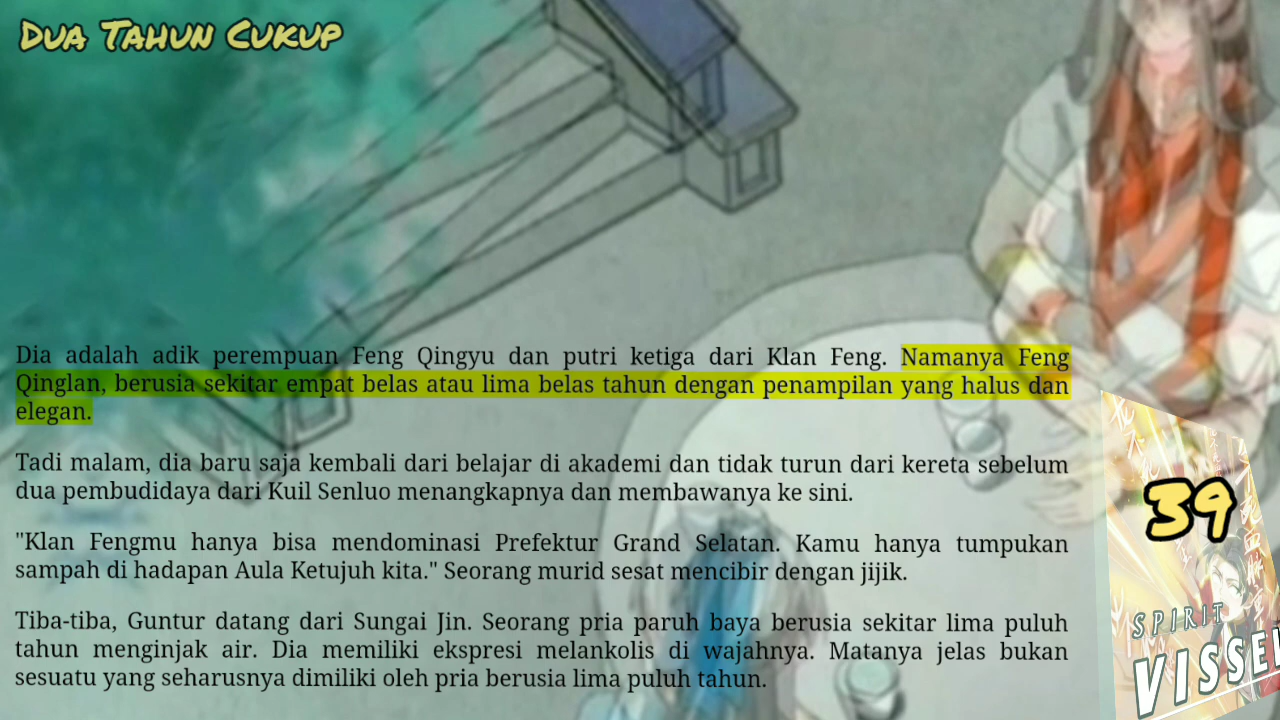 Dua Tahun Cukup
Dia adalah adik perempuan Feng Qingyu dan putri ketiga dari Klan Feng. Namanya Feng
Qinglan, berusia sekitar empat belas atau lima belas tahun dengan penampilan yang halus dan
elegan.
Tadi malam, dia baru saja kembali dari belajar di akademi dan tidak turun dari kereta sebelum
dua pembudidaya dari Kuil Senluo menangkapnya dan membawanya ke sini.
"Klan Fengmu hanya bisa mendominasi Prefektur Grand Selatan. Kamu hanya tumpukan
sampah di hadapan Aula Ketujuh kita." Seorang murid sesat mencibir dengan jijik.
Tiba-tiba, Guntur datang dari Sungai Jin. Seorang pria paruh baya berusia sekitar lima puluh
tahun menginjak air. Dia memiliki ekspresi melankolis di wajahnya. Matanya jelas bukan
sesuatu yang seharusnya dimiliki oleh pria berusia lima puluh tahun.
39
SPIRIT
VISSEL